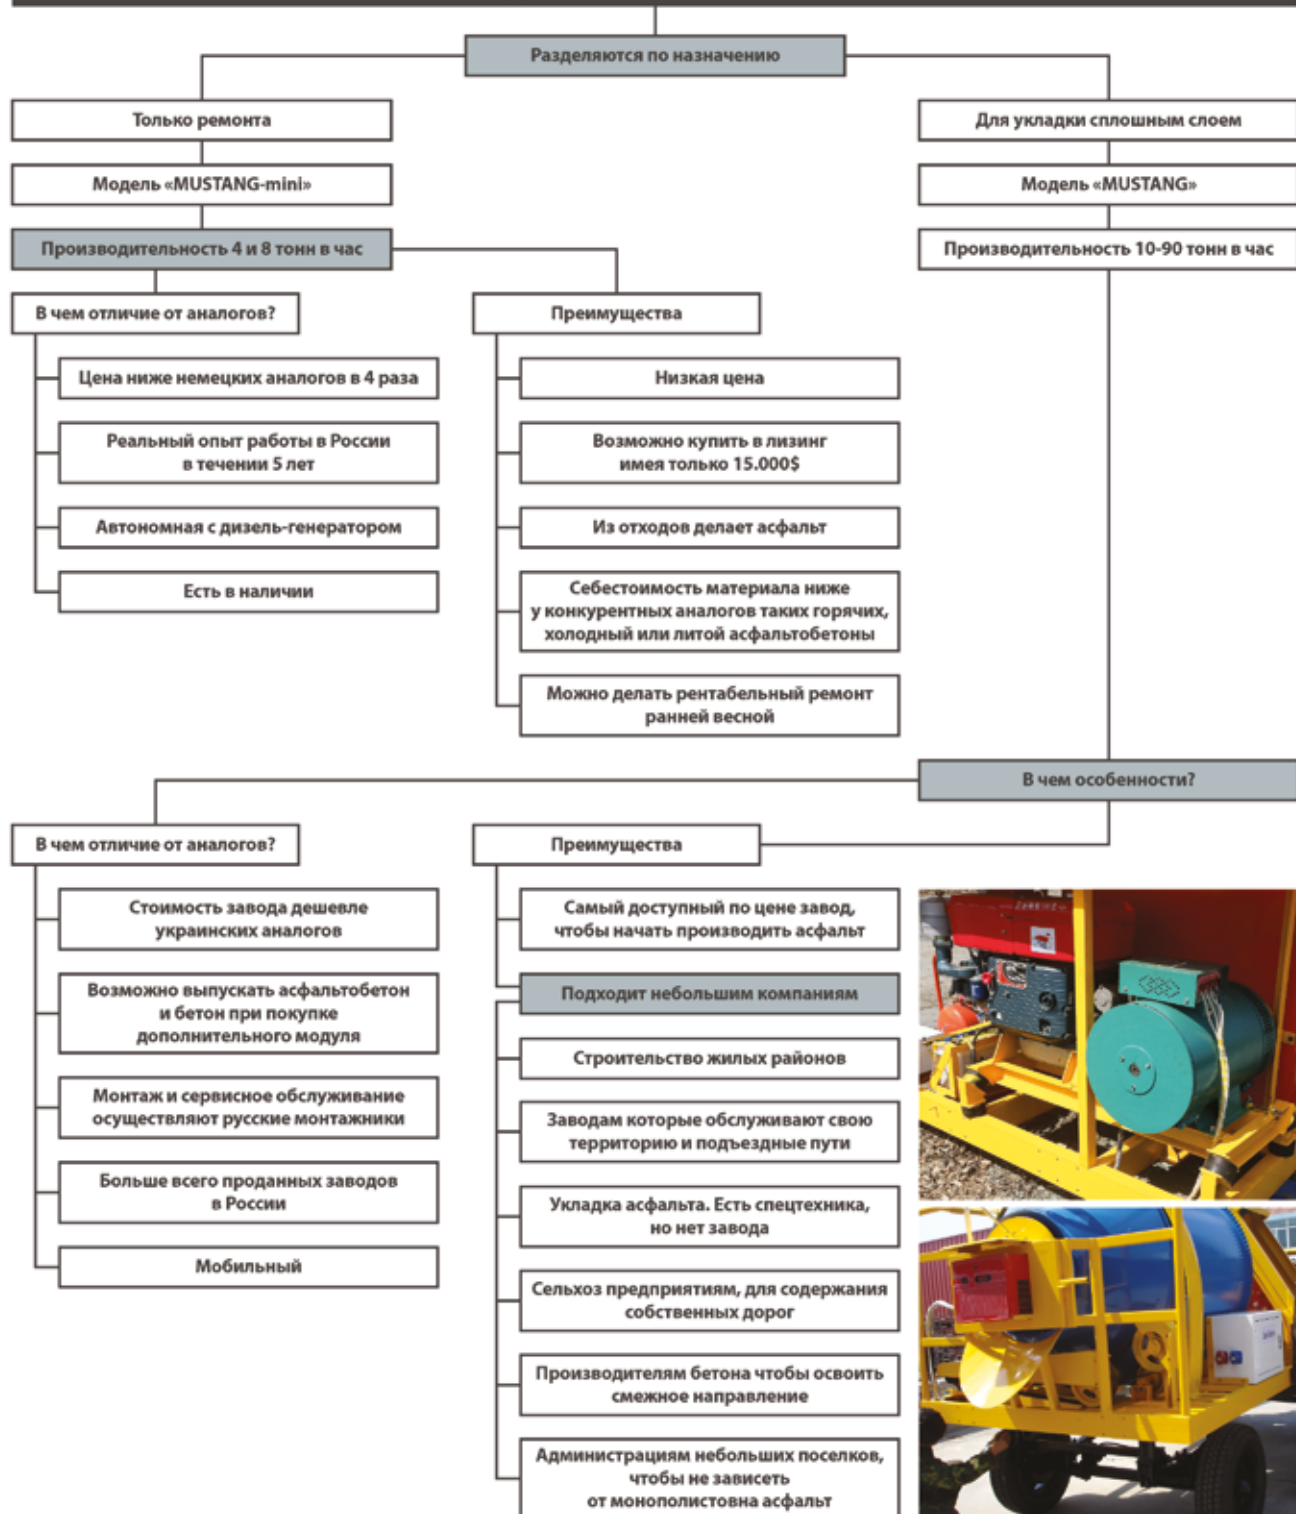 Разделяются по назначению
Только ремонта
Для укладки сплошным слоем
Модель «MUSTANG-mini»
Модель «MUSTANG»
Производительность 4 и 8 тонн в час
Производительность 10-90 тонн в час
В чем отличие от аналогов?
Цена ниже немецких аналогов в 4 раза
Реальный опыт работы в России
в течении 5 лет
Автономная с дизель-генератором
Есть в наличии
Преимущества
Низкая цена
Возможно купить в лизинг
имея только 15.000$
Из отходов делает асфальт
Себестоимость материала ниже
у конкурентных аналогов таких горячих,
холодный или литой асфальтобетоны
Можно делать рентабельный ремонт
ранней весной
В чем особенности?
В чем отличие от аналогов?
Стоимость завода дешевле
украинских аналогов
Возможно выпускать асфальтобетон
и бетон при покупке
дополнительного модуля
Монтаж и сервисное обслуживание
осуществляют русские монтажники
Больше всего проданных заводов
в России
Мобильный
Преимущества
Самый доступный по цене завод,
чтобы начать производить асфальт
Подходит небольшим компаниям
Строительство жилых районов
Заводам которые обслуживают свою
территорию и подъездные пути
Укладка асфальта. Есть спецтехника,
но нет завода
Сельхоз предприятиям, для содержания
собственных дорог
Производителям бетона чтобы освоить
смежное направление
Администрациям небольших поселков,
чтобы не зависеть
от монополистовна асфальт